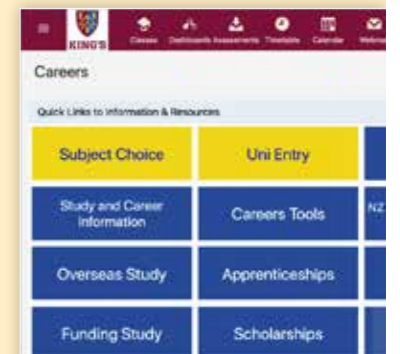 KING'S
Classes Dashboards Assessments Timetable Calendar
Careers
Quick Links to Information & Resources
Subject Choice Uni Entry
Study and Career
Information
Careers Tools
NZ
Overseas Study Apprenticeships
Funding Study Scholarships